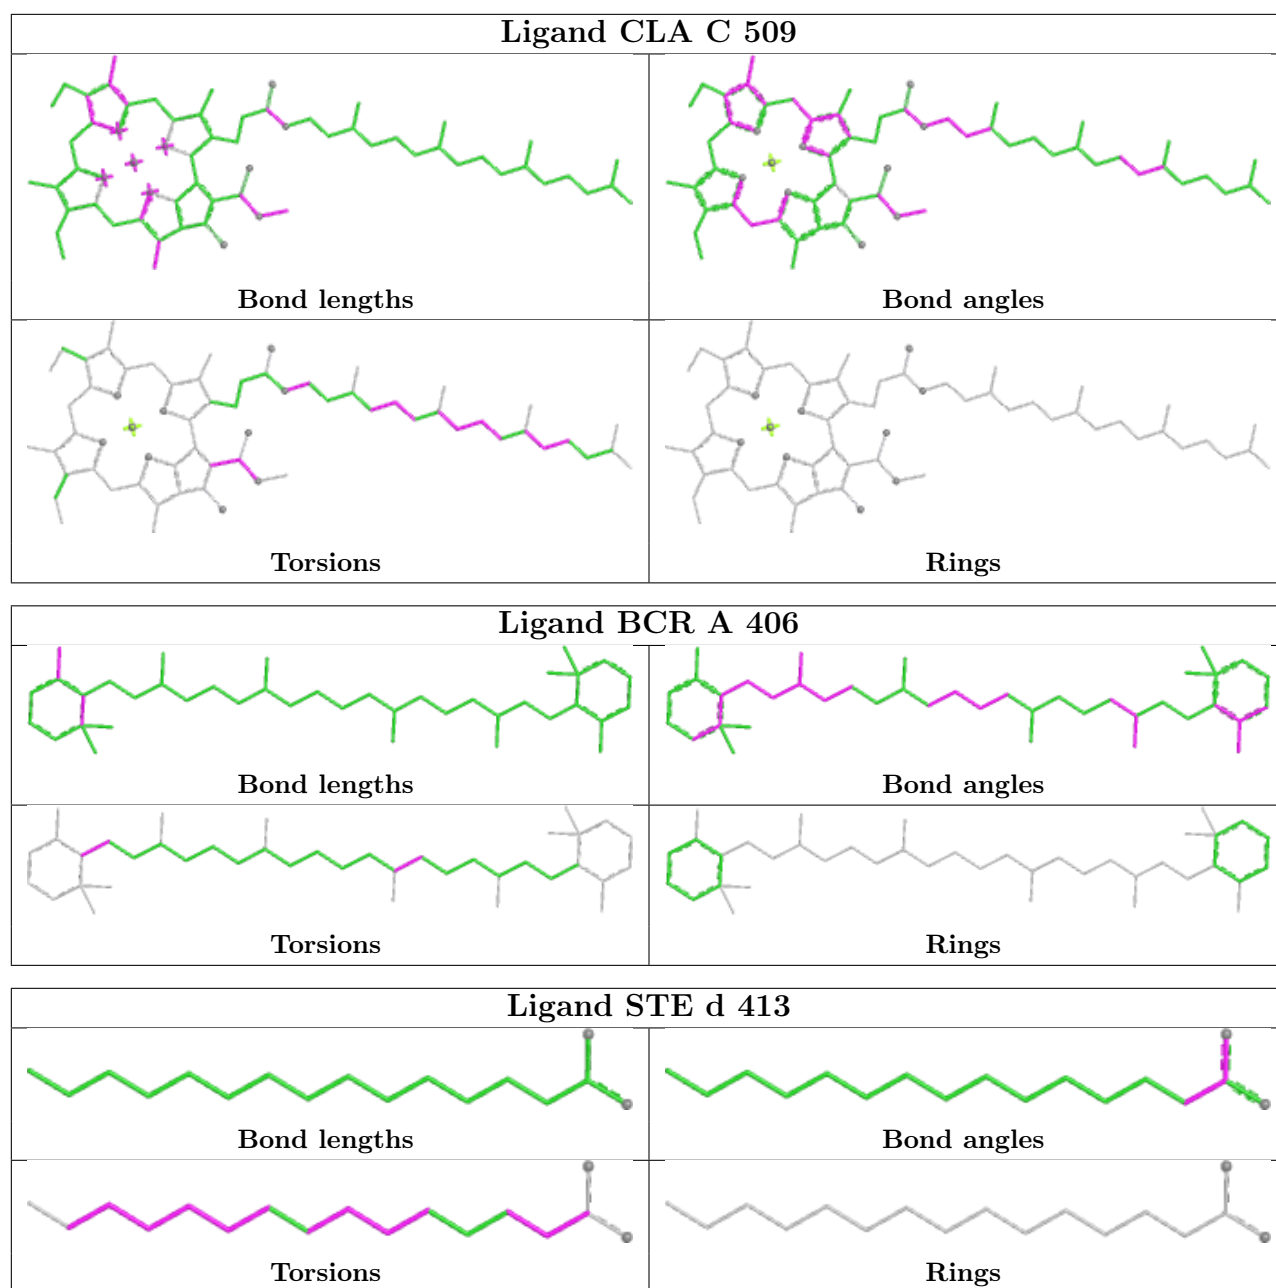 Ligand CLA C 509
Bond lengths
Bond angles
Torsions
Rings
Ligand BCR A 406
Bond lengths
Bond angles
Torsions
Rings
Ligand STE d 413
Bond lengths
Bond angles
Torsions
Rings